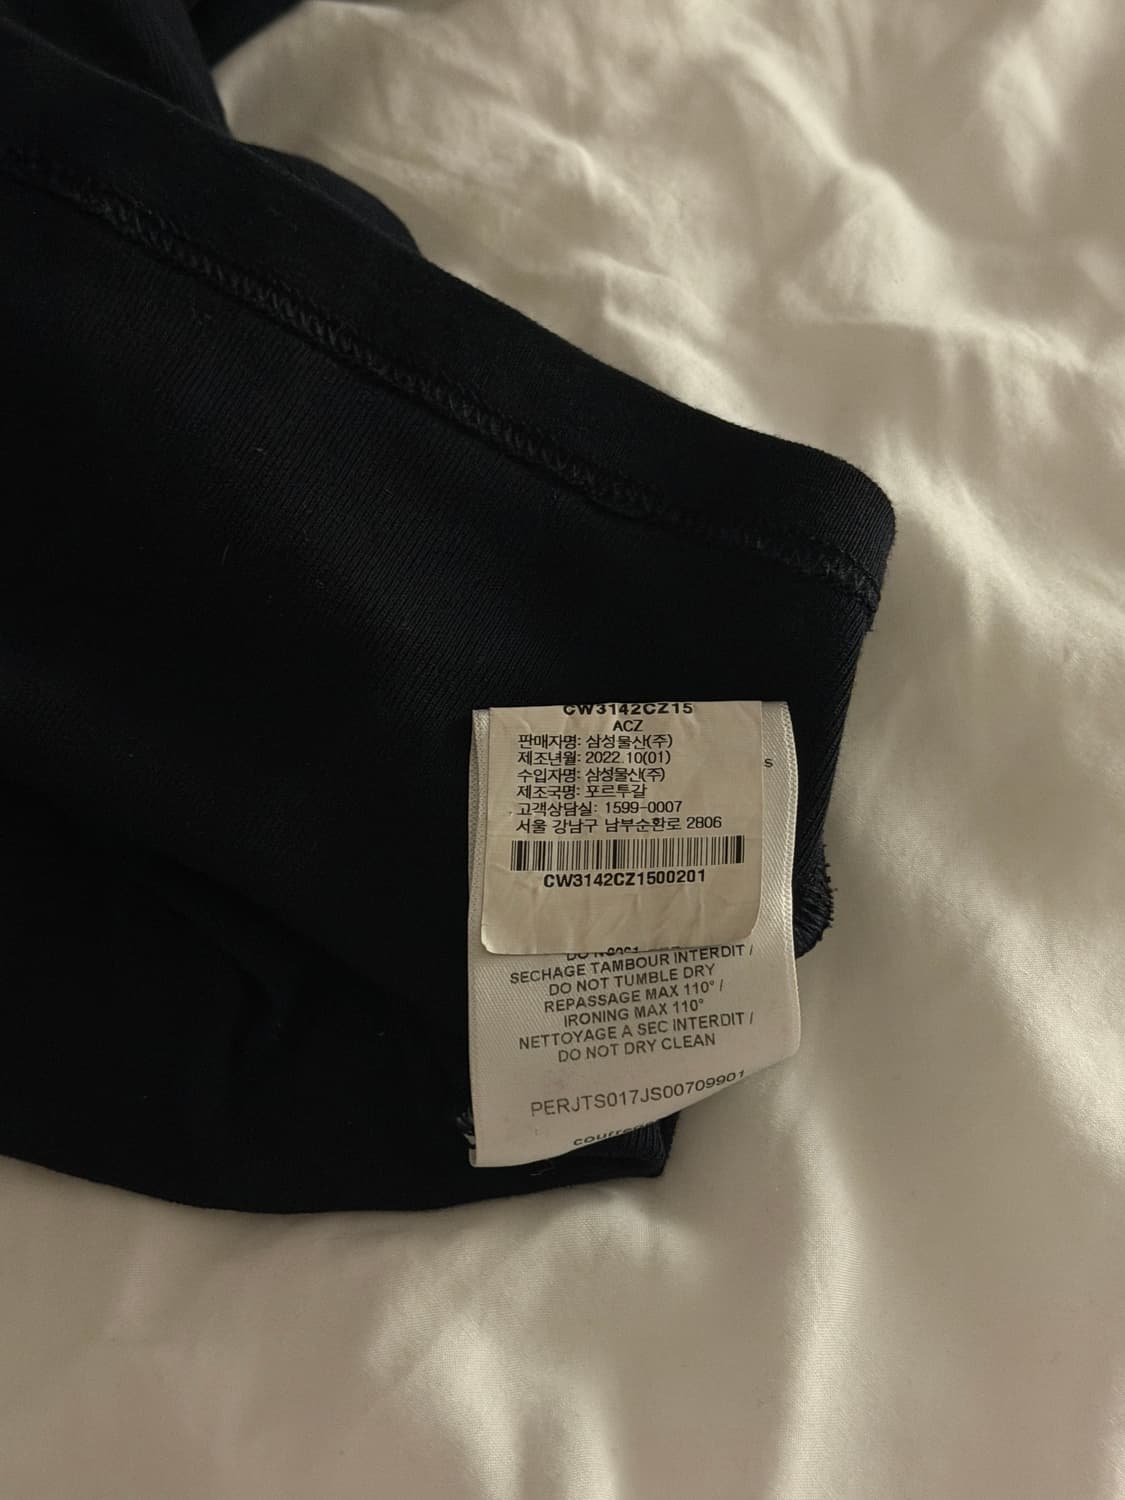 CW3142CZ15
ACZ
판매자명: 삼성물산(주)
제조년월: 2022.10(01)
수입자명: 삼성물산(주)
제조국명: 포르투갈
고객상담실: 1599-0007
서울 강남구 남부순환로 2806
CW3142CZ1500201
s
DO
SECHAGE TAMBOUR INTERDIT /
DO NOT TUMBLE DRY
REPASSAGE MAX 110° /
IRONING MAX 110°
NETTOYAGE A SEC INTERDIT /
DO NOT DRY CLEAN
PERJTS017JS00709901
courreg